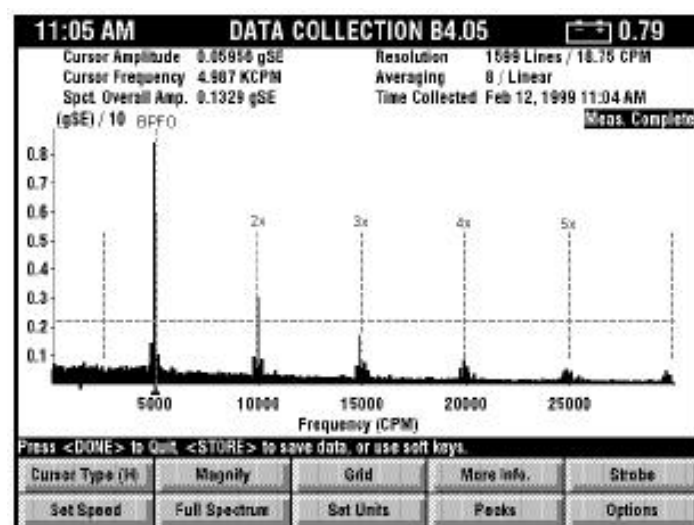 11:05 AM DATA COLLECTION B4.05 0.79
Cursor Amplitude 0.05956 gSE Resolution 1599 Lines / 18.75 CPM
Cursor Frequency 4.987 KCPM Averaging 8 / Linear
Spct. Overall Amp. 0.1329 gSE Time Collected Feb 12, 1999 11:04 AM
(gSE) / 10 BPFO Meas. Complete
0.8
0.7
0.6 2x 3x 4x 5x
0.5
0.4
0.3
0.2
0.1
5000 10000 15000 20000 25000
Frequency (CPM)
Press <DONE> to Quit, <STORE> to save data, or use soft keys.
Cursor Type (H) Magnify Grid More Info. Strobe
Set Speed Full Spectrum Set Units Peaks Options